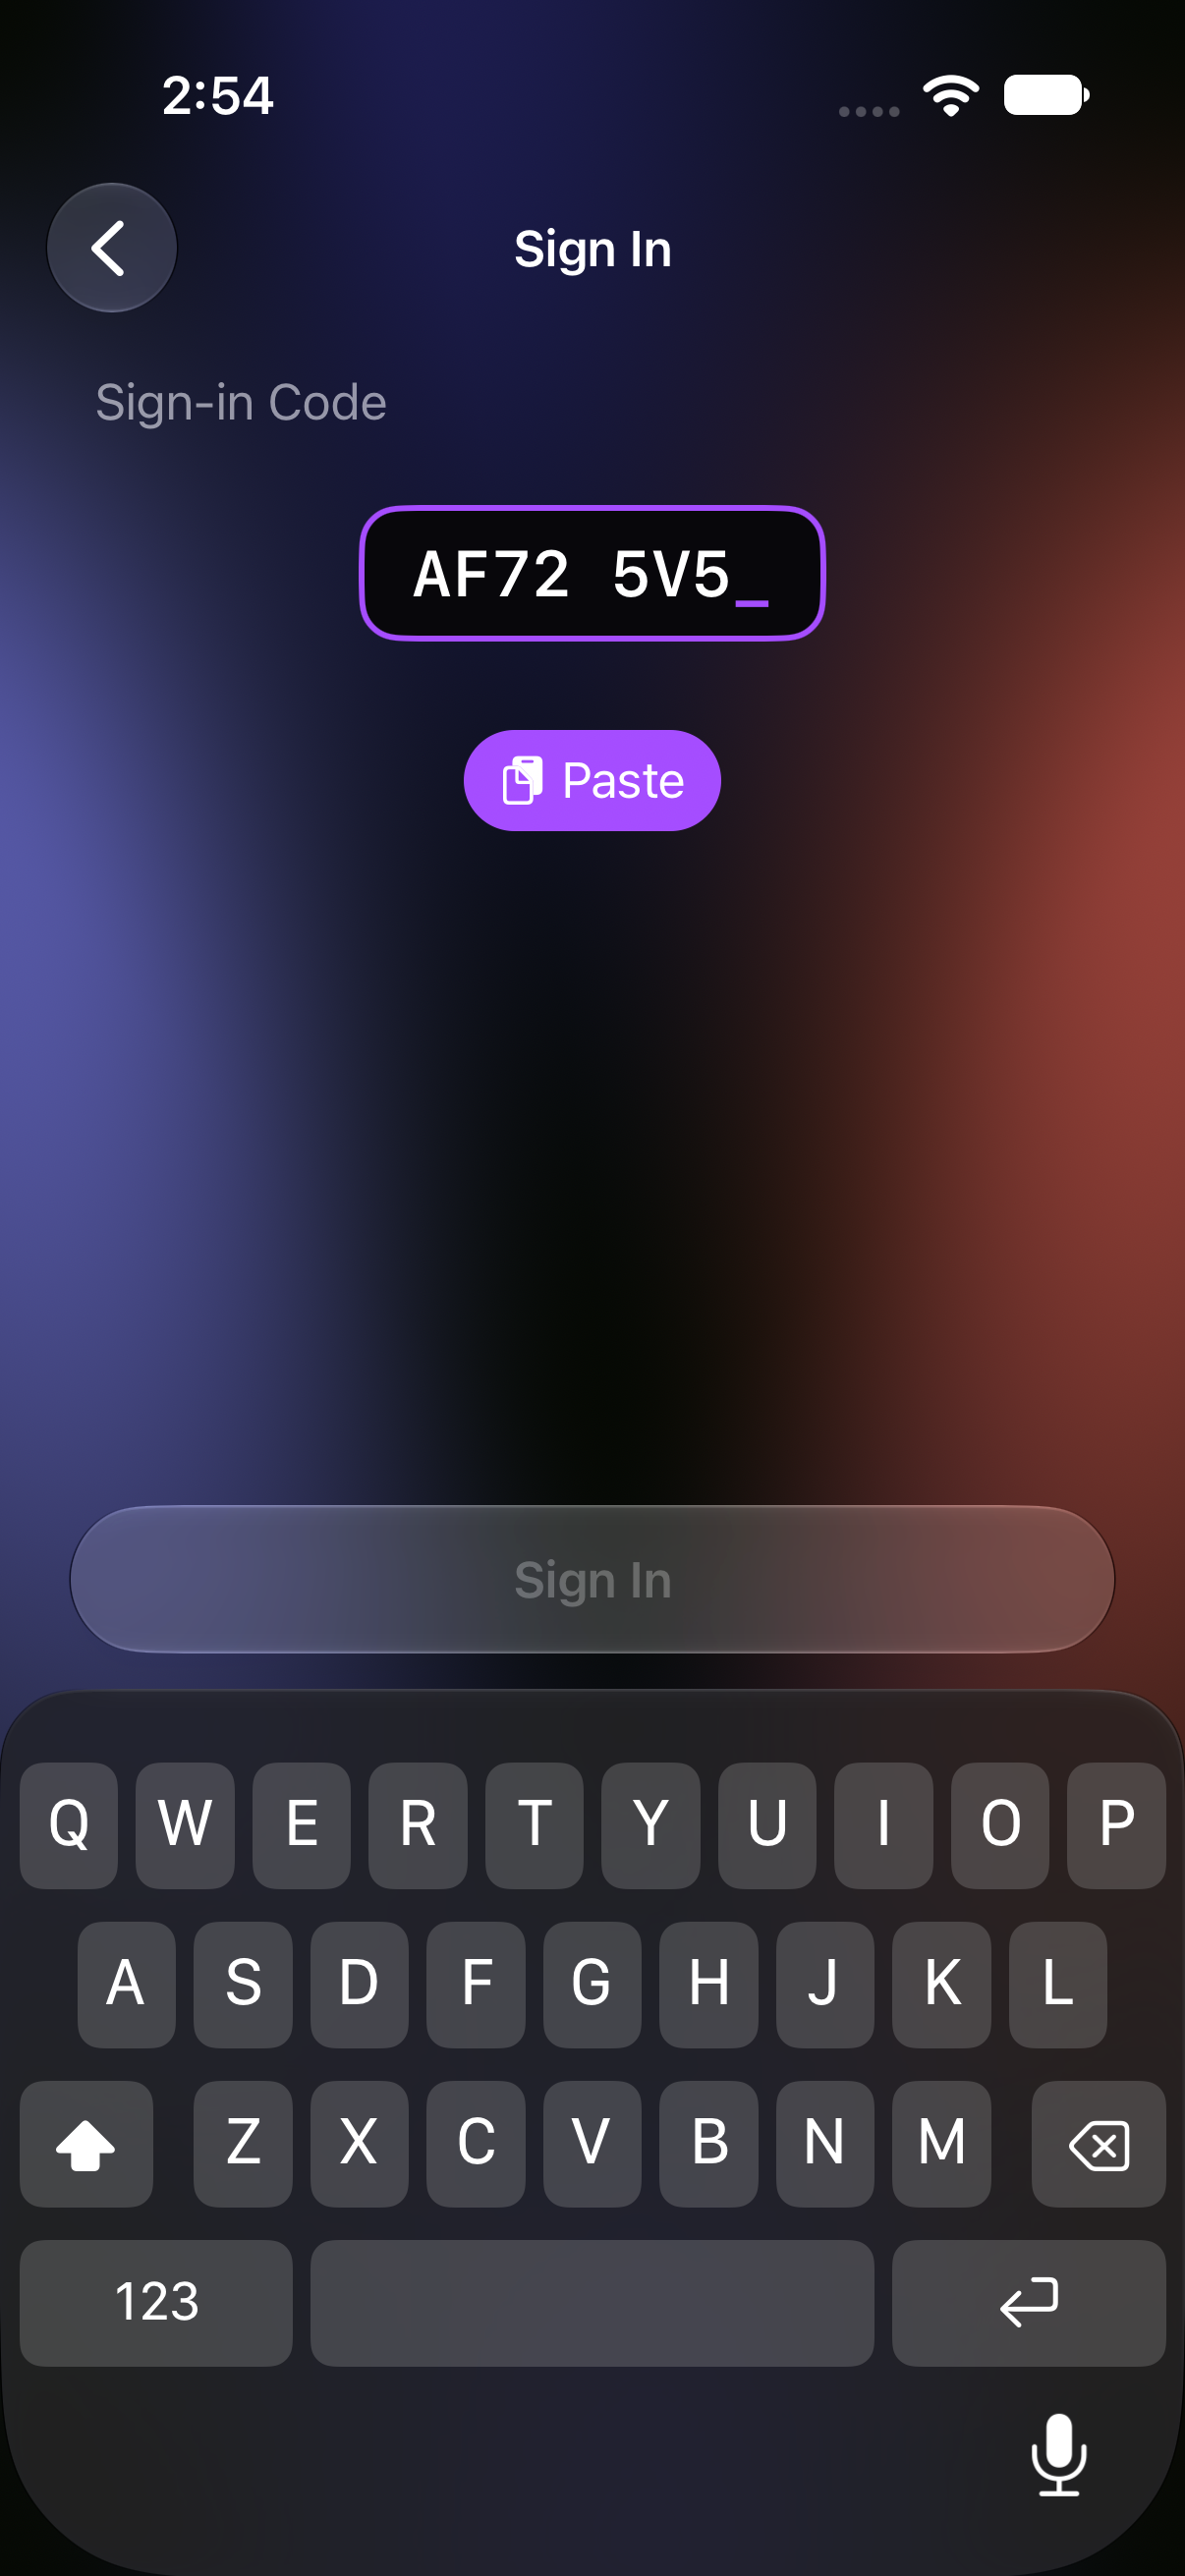 2:54
Sign In
Sign-in Code
AF72 5V5_
Paste
Sign In
Q W E R T Y U I O P
A S D F G H J K L
Z X C V B N M
123